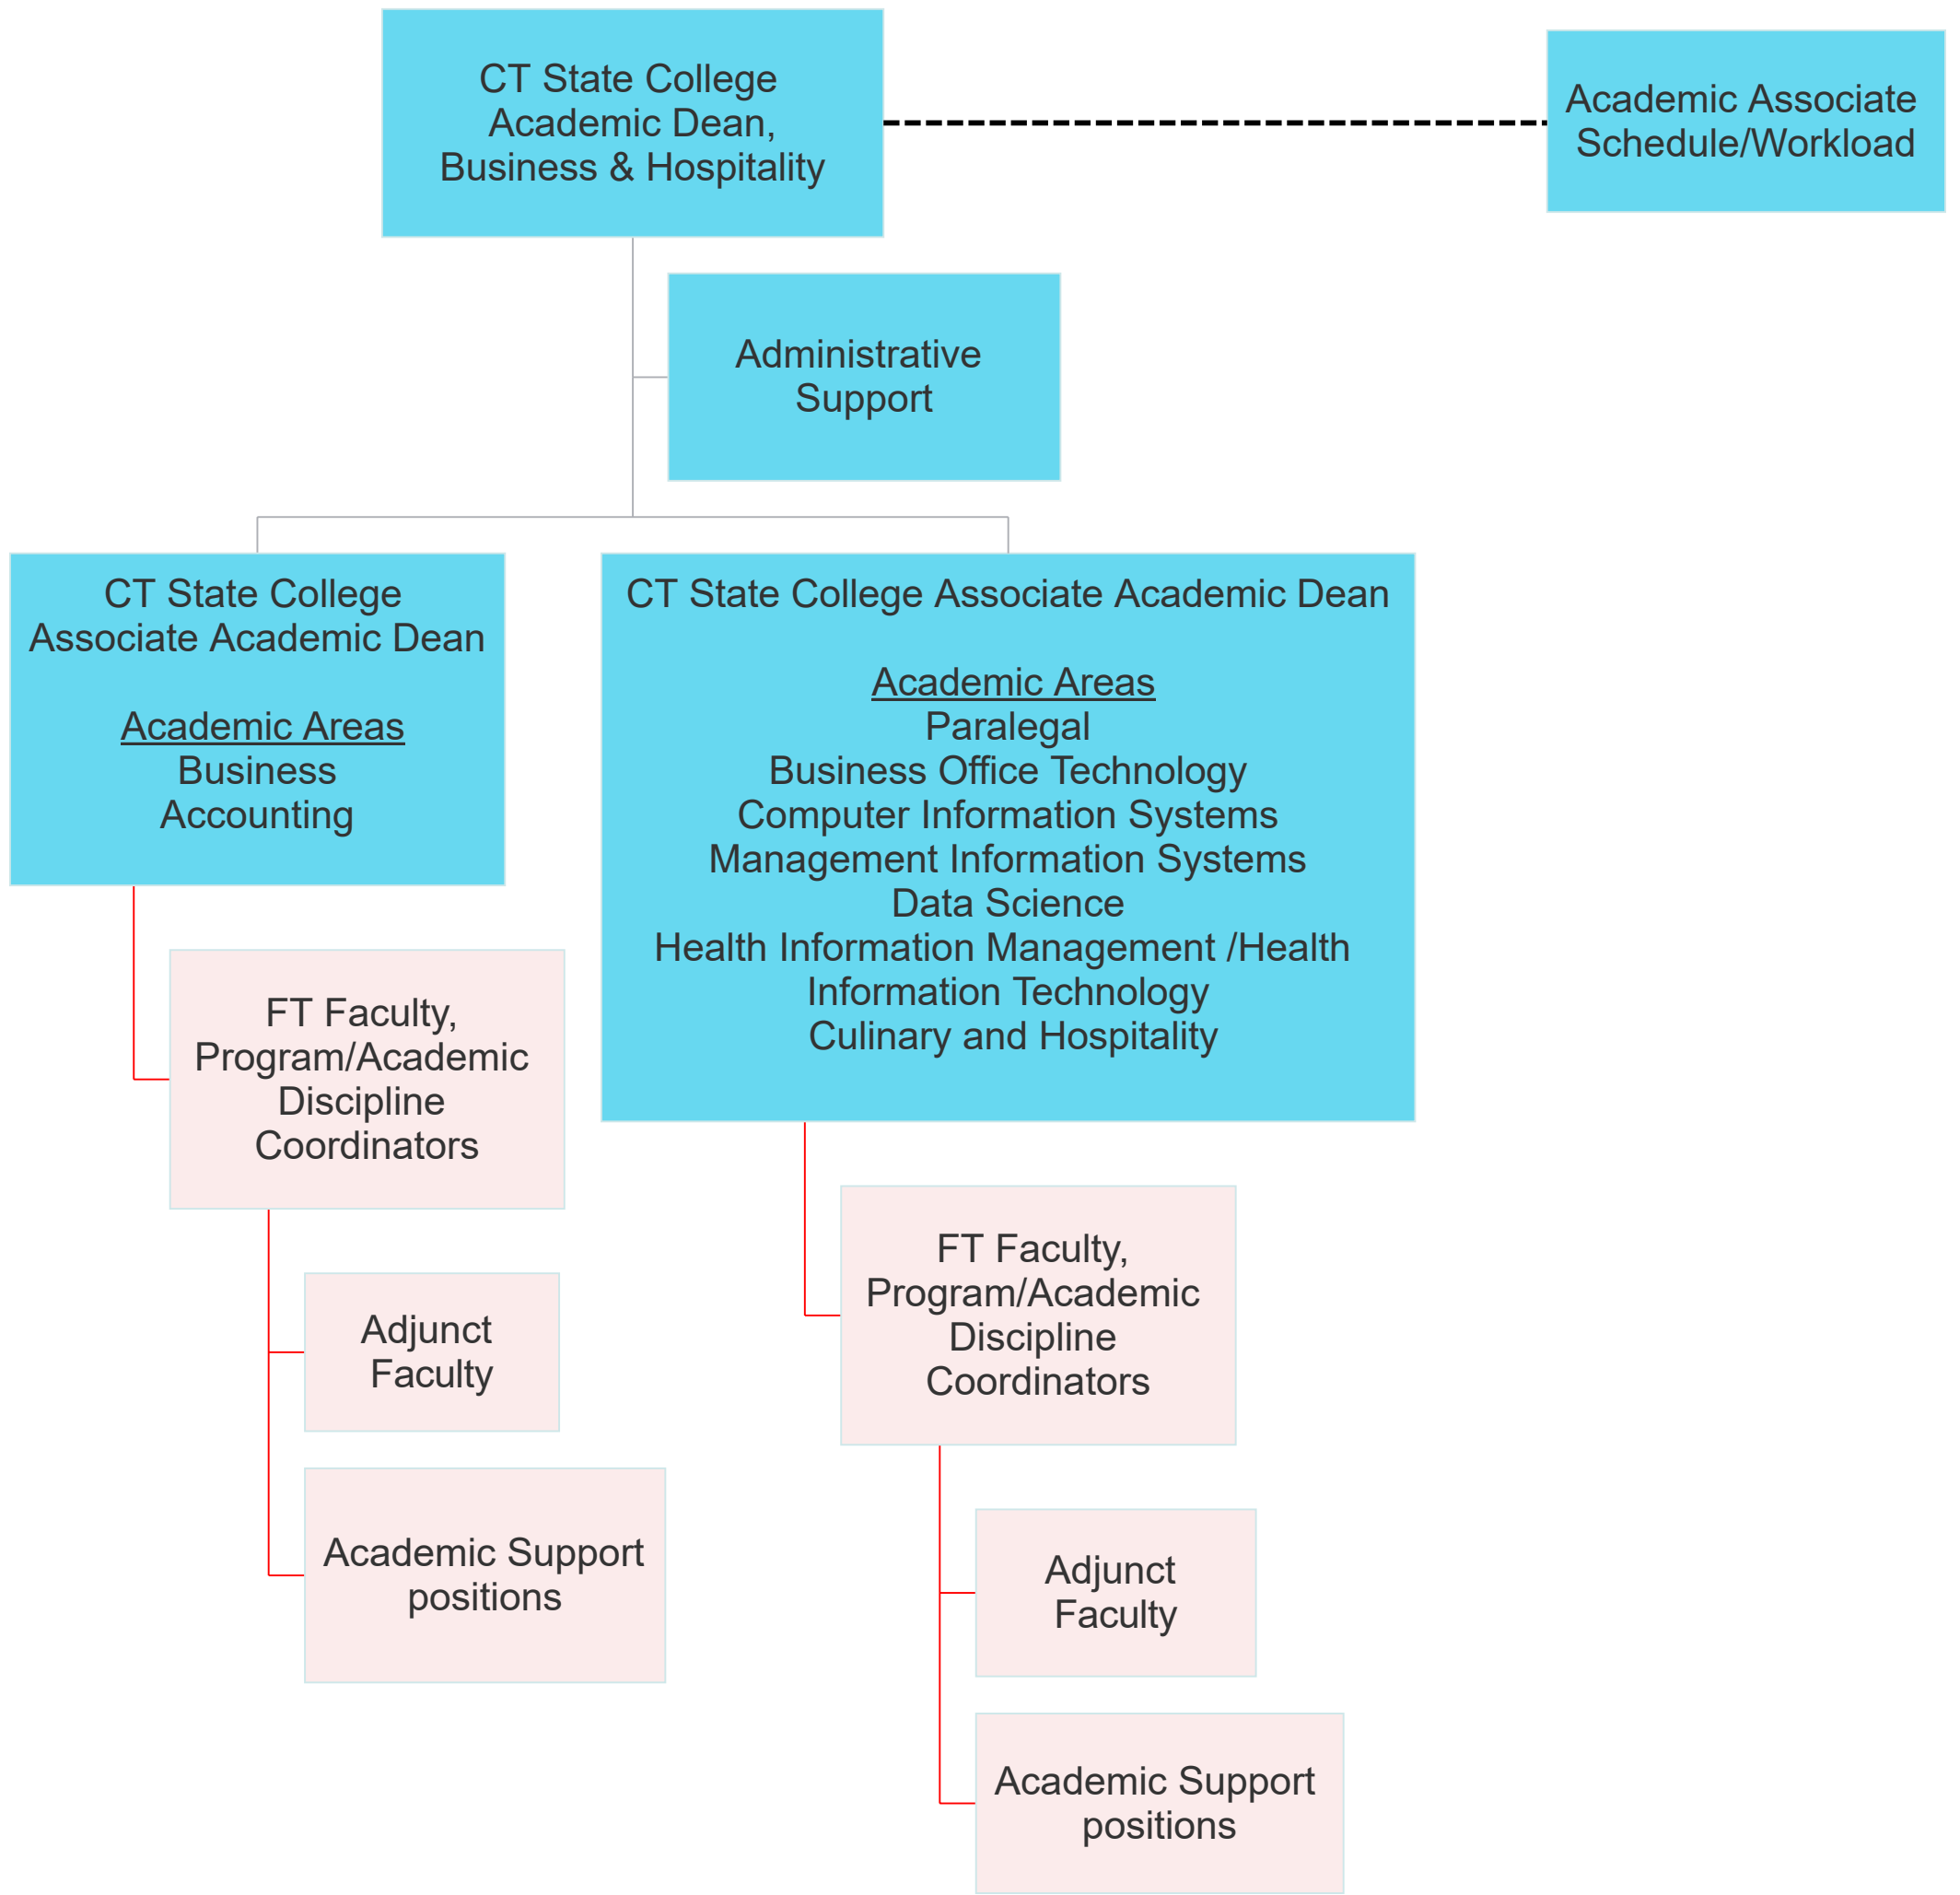 CT State College
Academic Dean,
Business & Hospitality
Academic Associate
Schedule/Workload
Administrative
Support
CT State College
Associate Academic Dean
Academic Areas
Business
Accounting
CT State College Associate Academic Dean
Academic Areas
Paralegal
Business Office Technology
Computer Information Systems
Management Information Systems
Data Science
Health Information Management /Health
Information Technology
Culinary and Hospitality
FT Faculty,
Program/Academic
Discipline
Coordinators
Adjunct
Faculty
Academic Support
positions
FT Faculty,
Program/Academic
Discipline
Coordinators
Adjunct
Faculty
Academic Support
positions